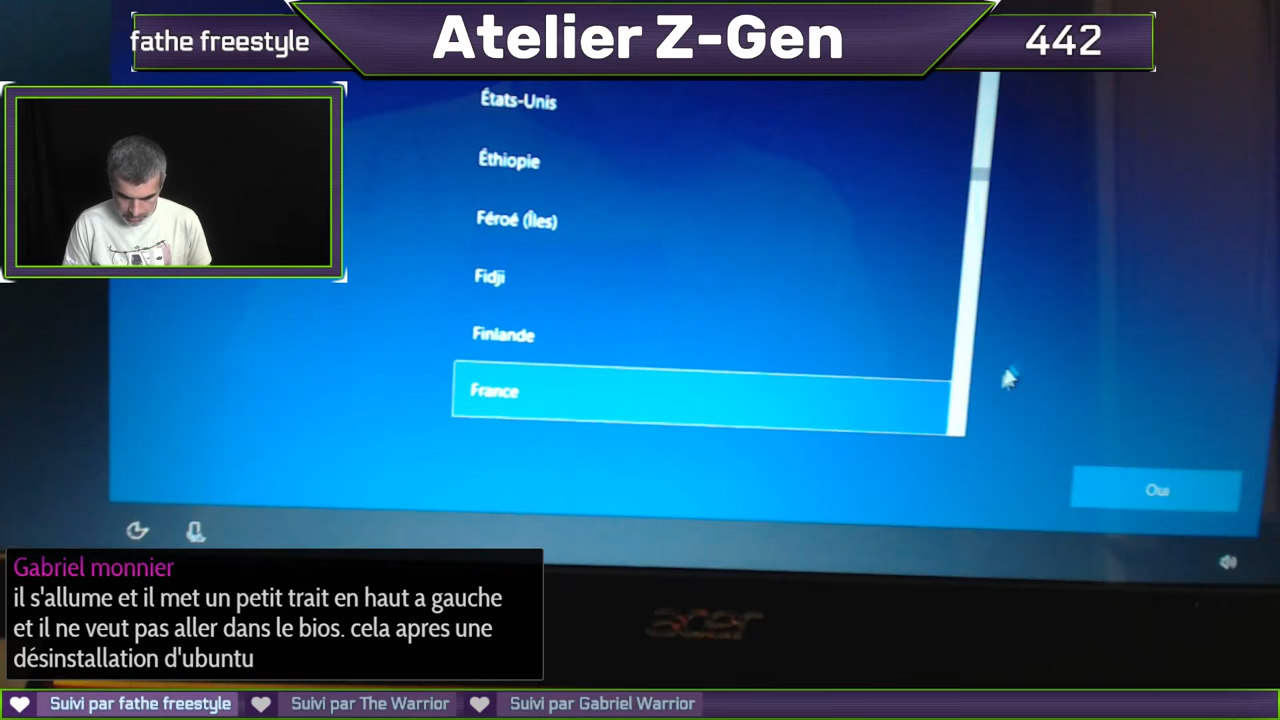 fathe freestyle
Atelier Z-Gen
442
États-Unis
Éthiopie
Féroé (Îles)
Fidji
Finlande
France
Oui
acer
Gabriel monnier
il s'allume et il met un petit trait en haut a gauche
et il ne veut pas aller dans le bios. cela apres une
désinstallation d'ubuntu
Suivi par fathe freestyle
Suivi par The Warrior
Suivi par Gabriel Warrior